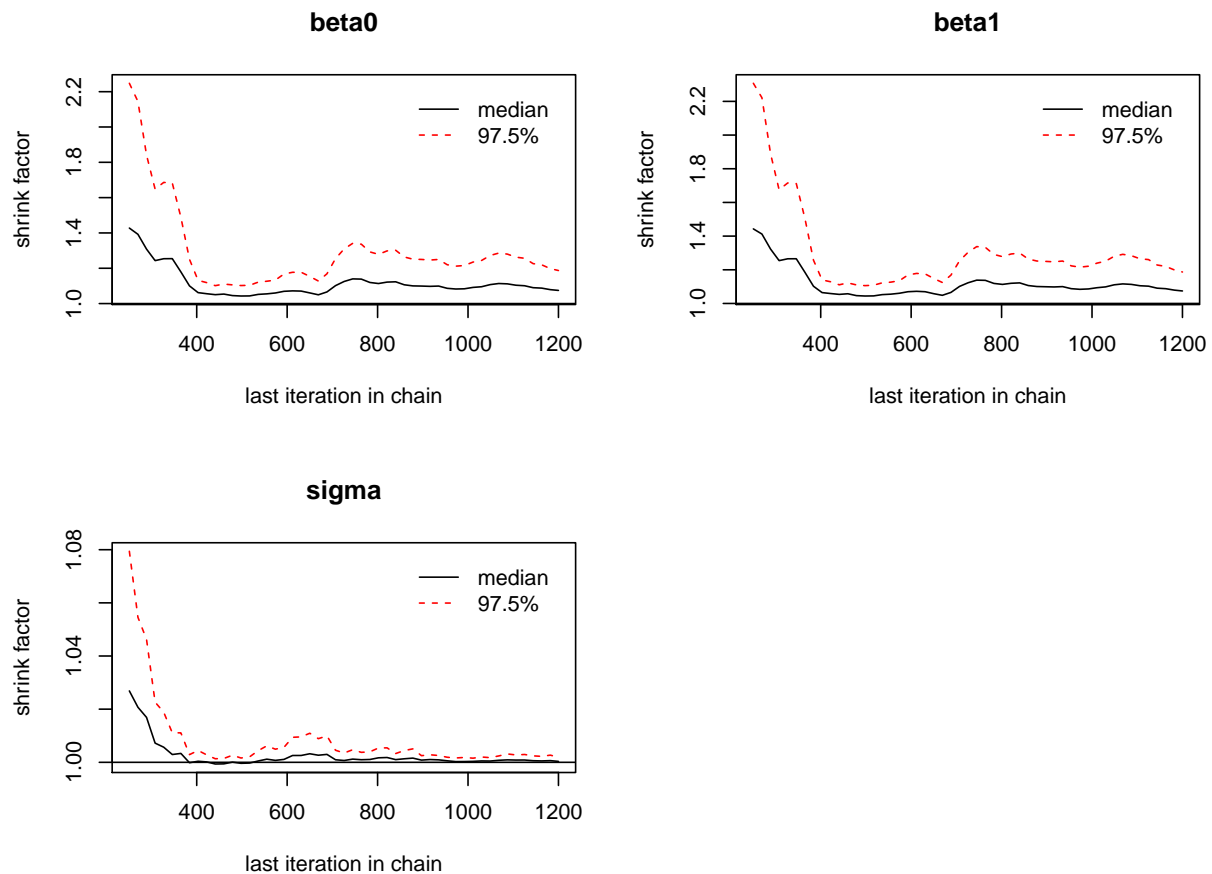 beta0
shrink factor
1.0
1.4
1.8
2.2
median
97.5%
400
600
800
1000
1200
last iteration in chain
beta1
shrink factor
1.0
1.4
1.8
2.2
median
97.5%
400
600
800
1000
1200
last iteration in chain
sigma
shrink factor
1.00
1.04
1.08
median
97.5%
400
600
800
1000
1200
last iteration in chain